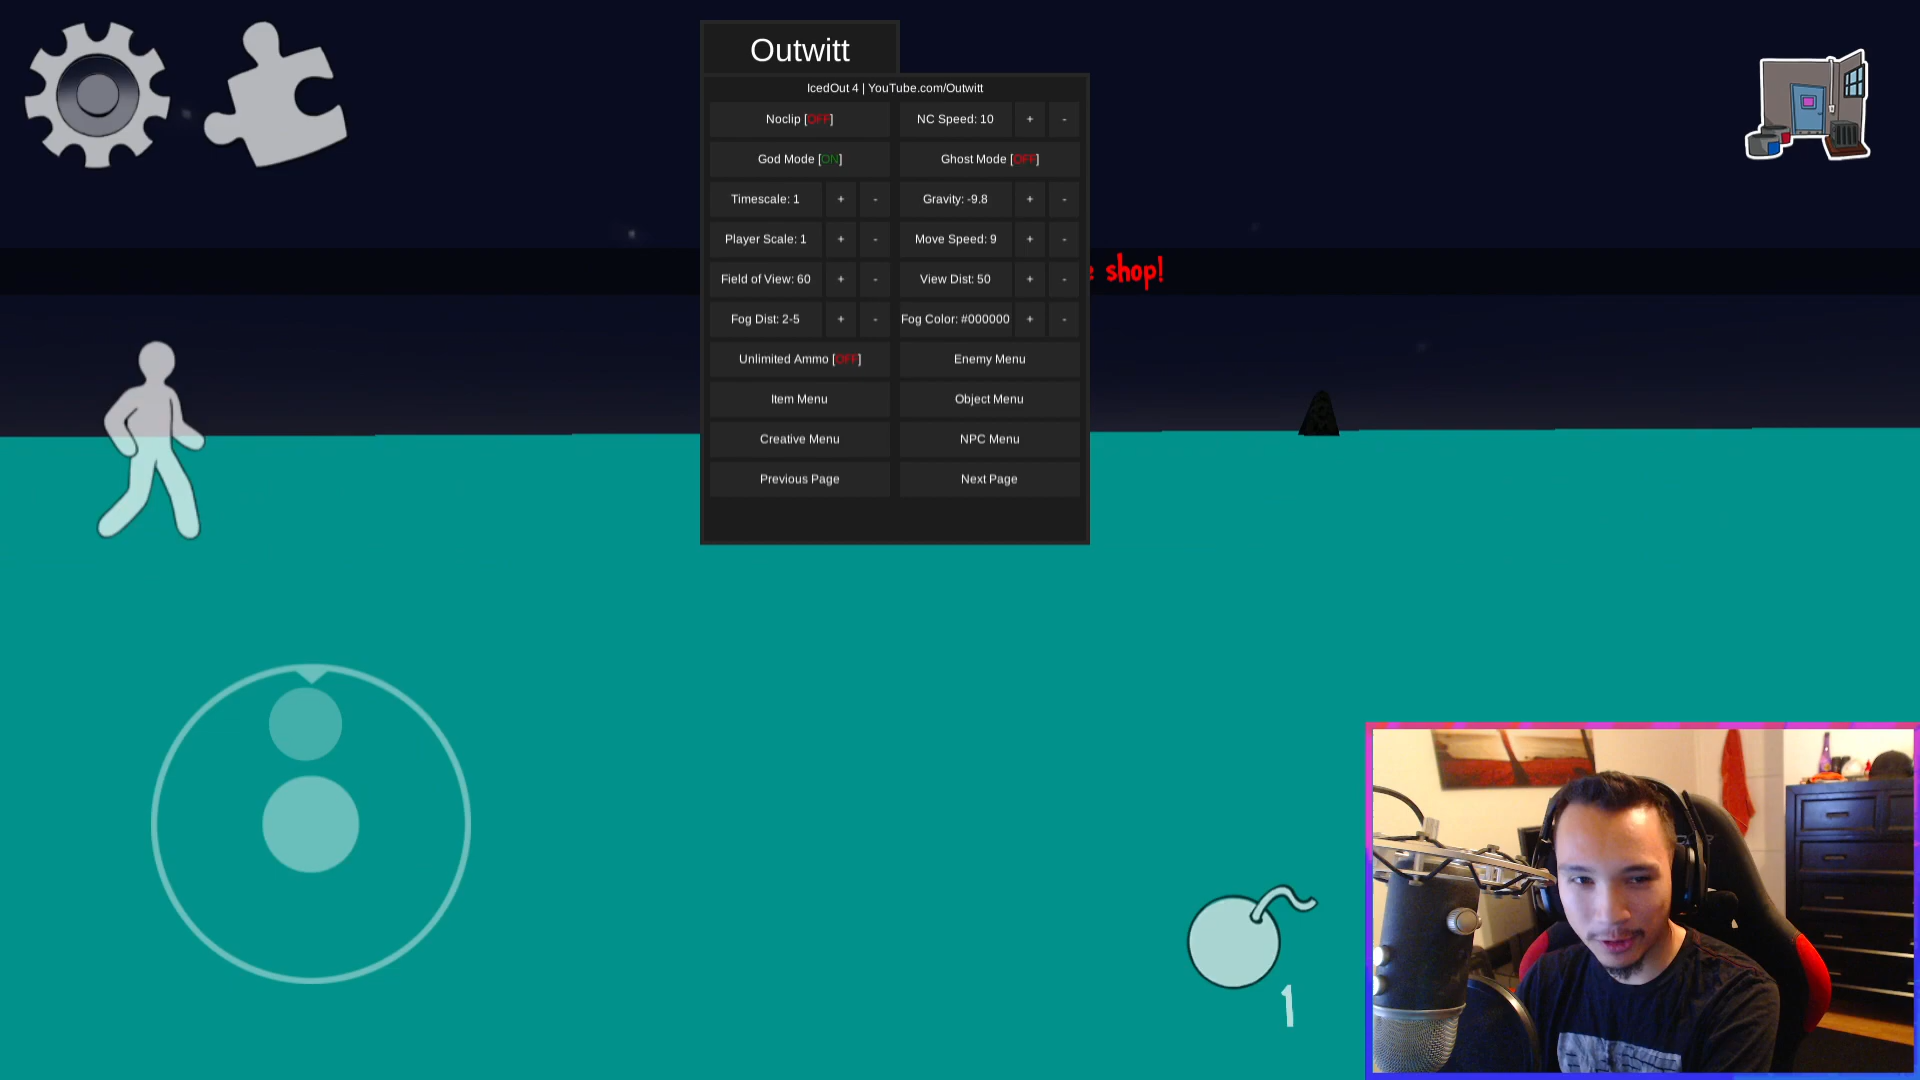 Outwitt
IcedOut 4 | YouTube.com/Outwitt
Noclip [OFF]
NC Speed: 10 + -
God Mode [ON]
Ghost Mode [OFF]
Timescale: 1 + -
Gravity: -9.8 + -
Player Scale: 1 + -
Move Speed: 9 + -
shop!
Field of View: 60 + -
View Dist: 50 + -
Fog Dist: 2-5 + -
Fog Color: #000000 + -
Unlimited Ammo [OFF]
Enemy Menu
Item Menu
Object Menu
Creative Menu
NPC Menu
Previous Page
Next Page
1